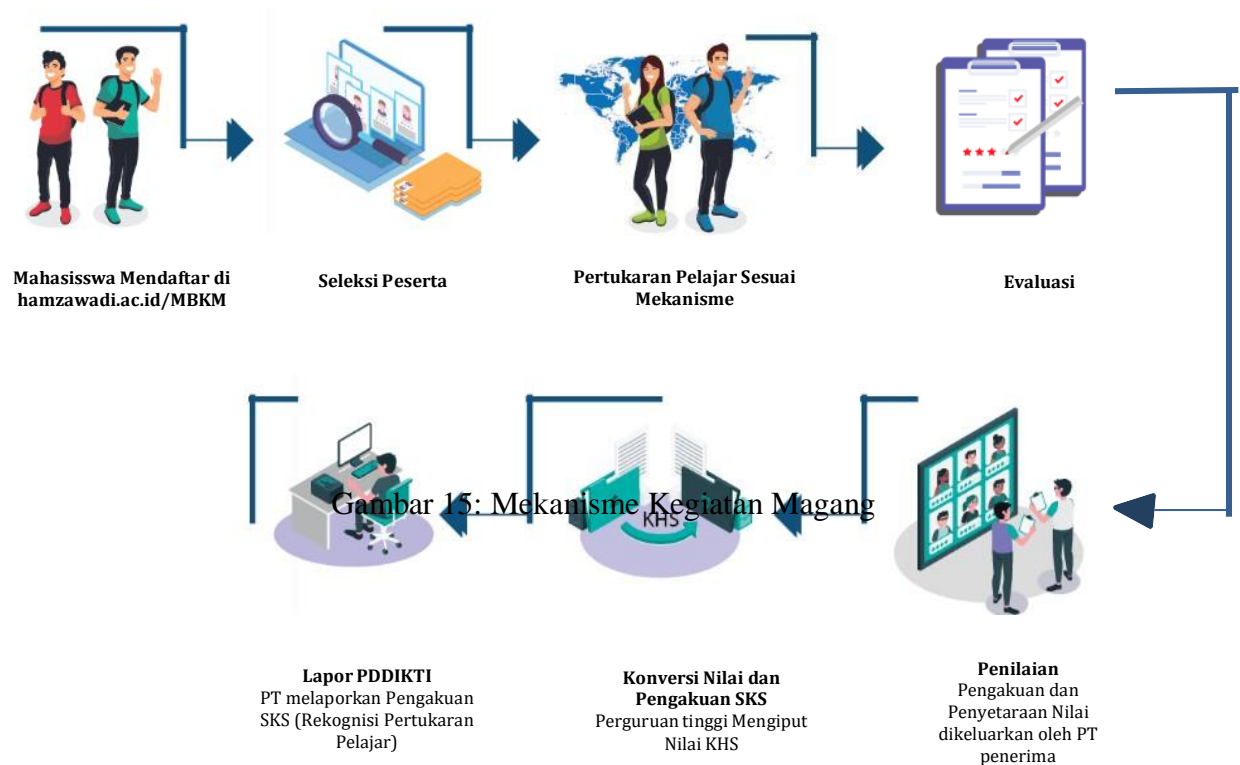 Mahasisswa Mendaftar di
hamzawadi.ac.id/MBKM
Seleksi Peserta
Pertukaran Pelajar Sesuai
Mekanisme
Evaluasi
Gambar 15: Mekanisme Kegiatan Magang
KHS
Lapor PDDIKTI
PT melaporkan Pengakuan
SKS (Rekognisi Pertukaran
Pelajar)
Konversi Nilai dan
Pengakuan SKS
Perguruan tinggi Mengiput
Nilai KHS
Penilaian
Pengakuan dan
Penyetaraan Nilai
dikeluarkan oleh PT
penerima